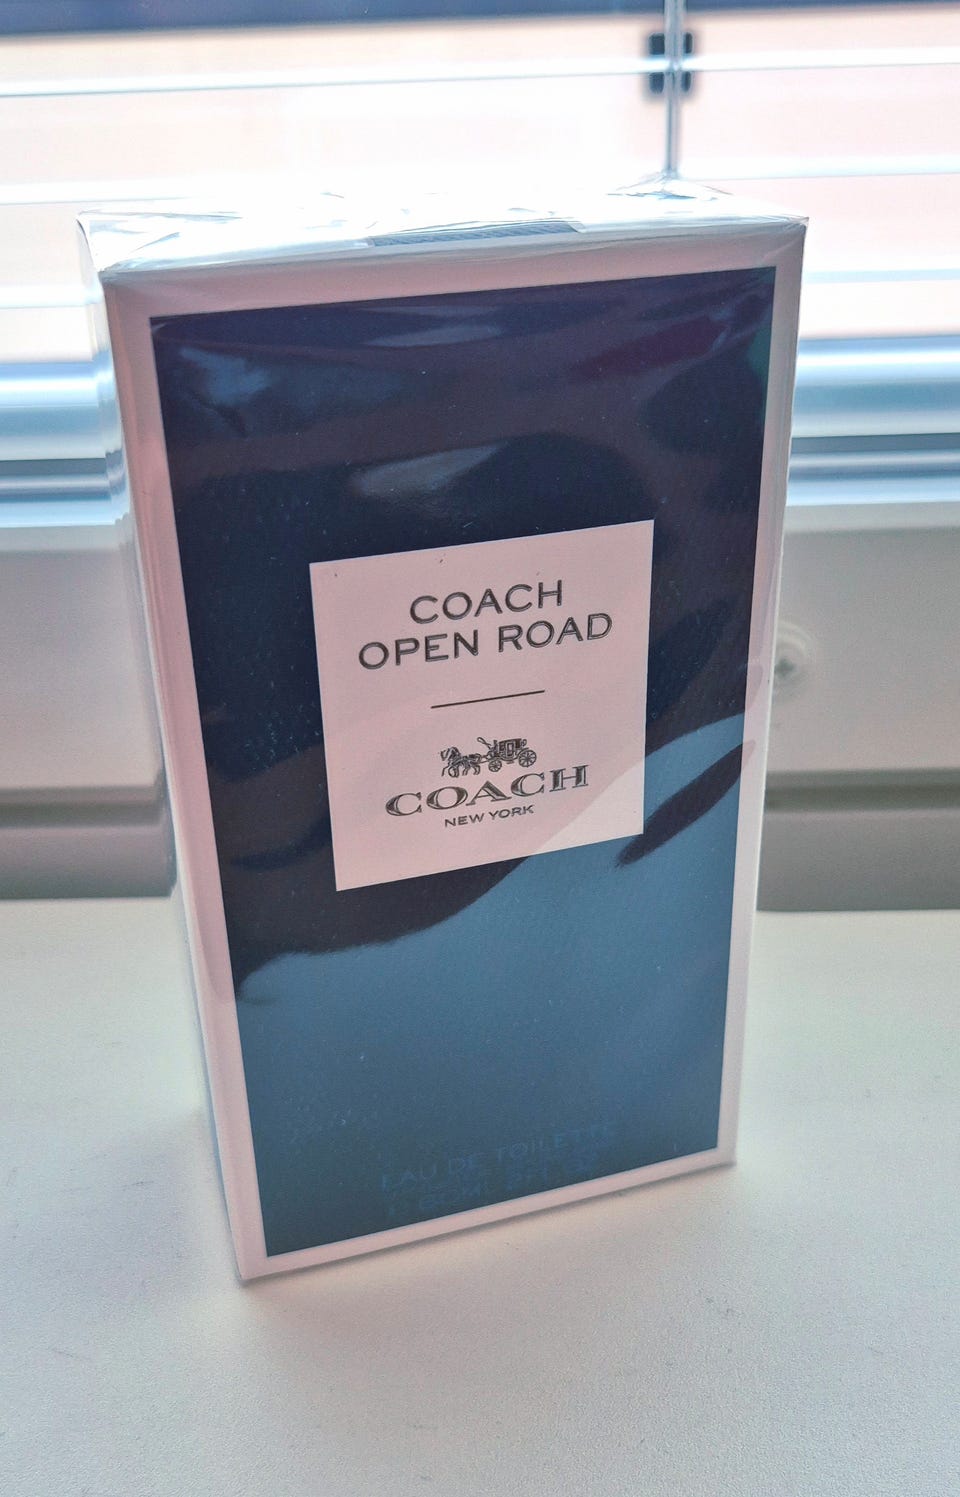 COACH
OPEN ROAD
COACH
NEW YORK
EAU DE TOILETTE